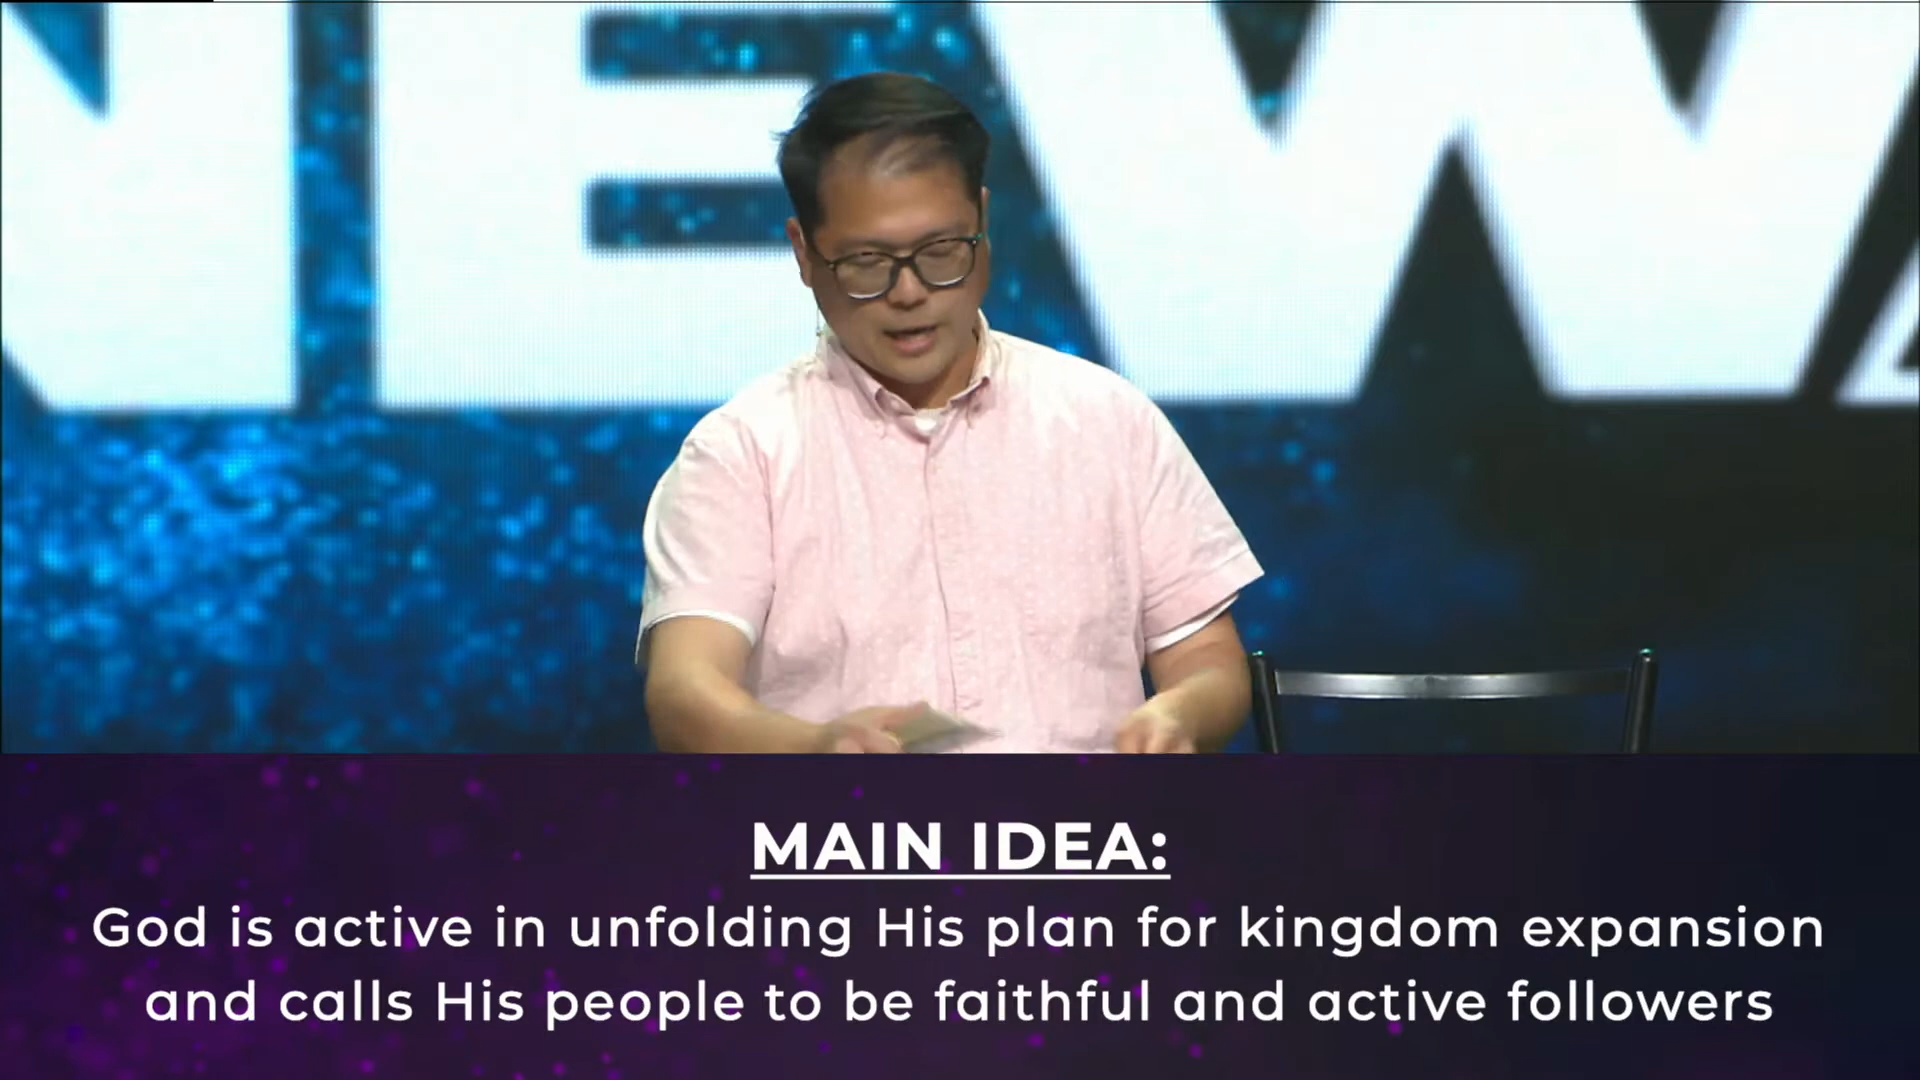 NEW
MAIN IDEA:
God is active in unfolding His plan for kingdom expansion
and calls His people to be faithful and active followers